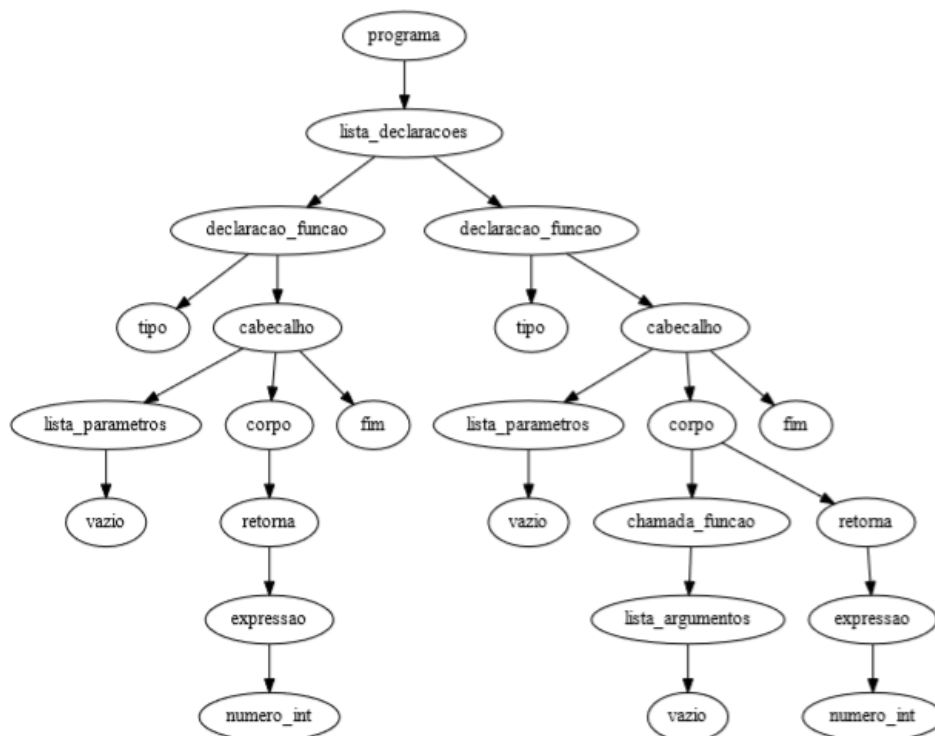 programa
lista_declaracoes
declaracao_funcao declaracao_funcao
tipo cabecalho tipo cabecalho
lista_parametros corpo fim lista_parametros corpo fim
vazio retorna vazio chamada_funcao retorna
expressao lista_argumentos expressao
numero_int vazio numero_int